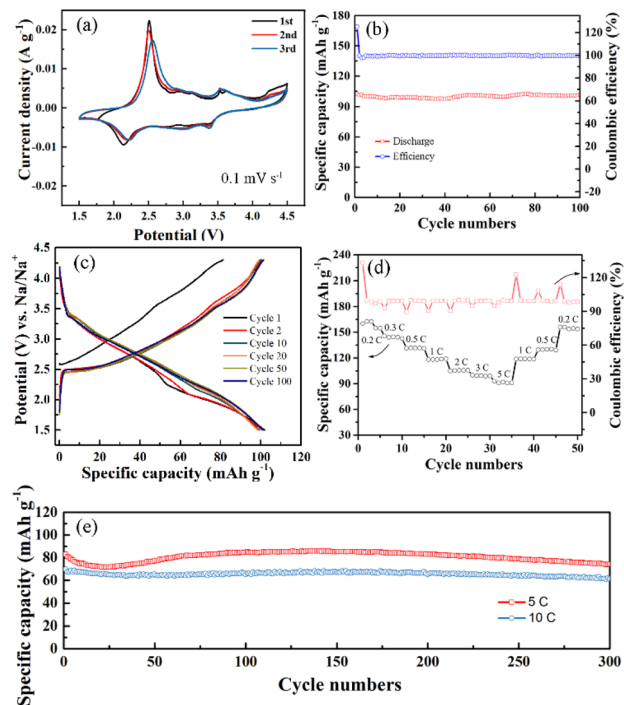 (a)
1st
2nd
3rd
0.1 mV s-1
0.02
0.01
0.00
-0.01
-0.02
1.5 2.0 2.5 3.0 3.5 4.0 4.5
Current density (A g-1)
Potential (V)
(b)
180
150
120
90
60
30
0
120
100
80
60
40
20
0
-20
0 20 40 60 80 100
Specific capacity (mAh g-1)
Coulombic efficiency (%)
Discharge
Efficiency
Cycle numbers
(c)
4.5
4.0
3.5
3.0
2.5
2.0
1.5
0 20 40 60 80 100 120
Potential (V) vs. Na/Na+
Cycle 1
Cycle 2
Cycle 10
Cycle 20
Cycle 50
Cycle 100
Specific capacity (mAh g-1)
(d)
240
210
180
150
120
90
60
30
120
90
60
30
0
0 10 20 30 40 50
Specific capacity (mAh g-1)
Coulombic efficiency (%)
0.2 C
0.3 C
0.5 C
1 C
2 C
3 C
5 C
1 C
0.5 C
0.2 C
Cycle numbers
(e)
120
100
80
60
40
20
0
0 50 100 150 200 250 300
Specific capacity (mAh g-1)
5 C
10 C
Cycle numbers